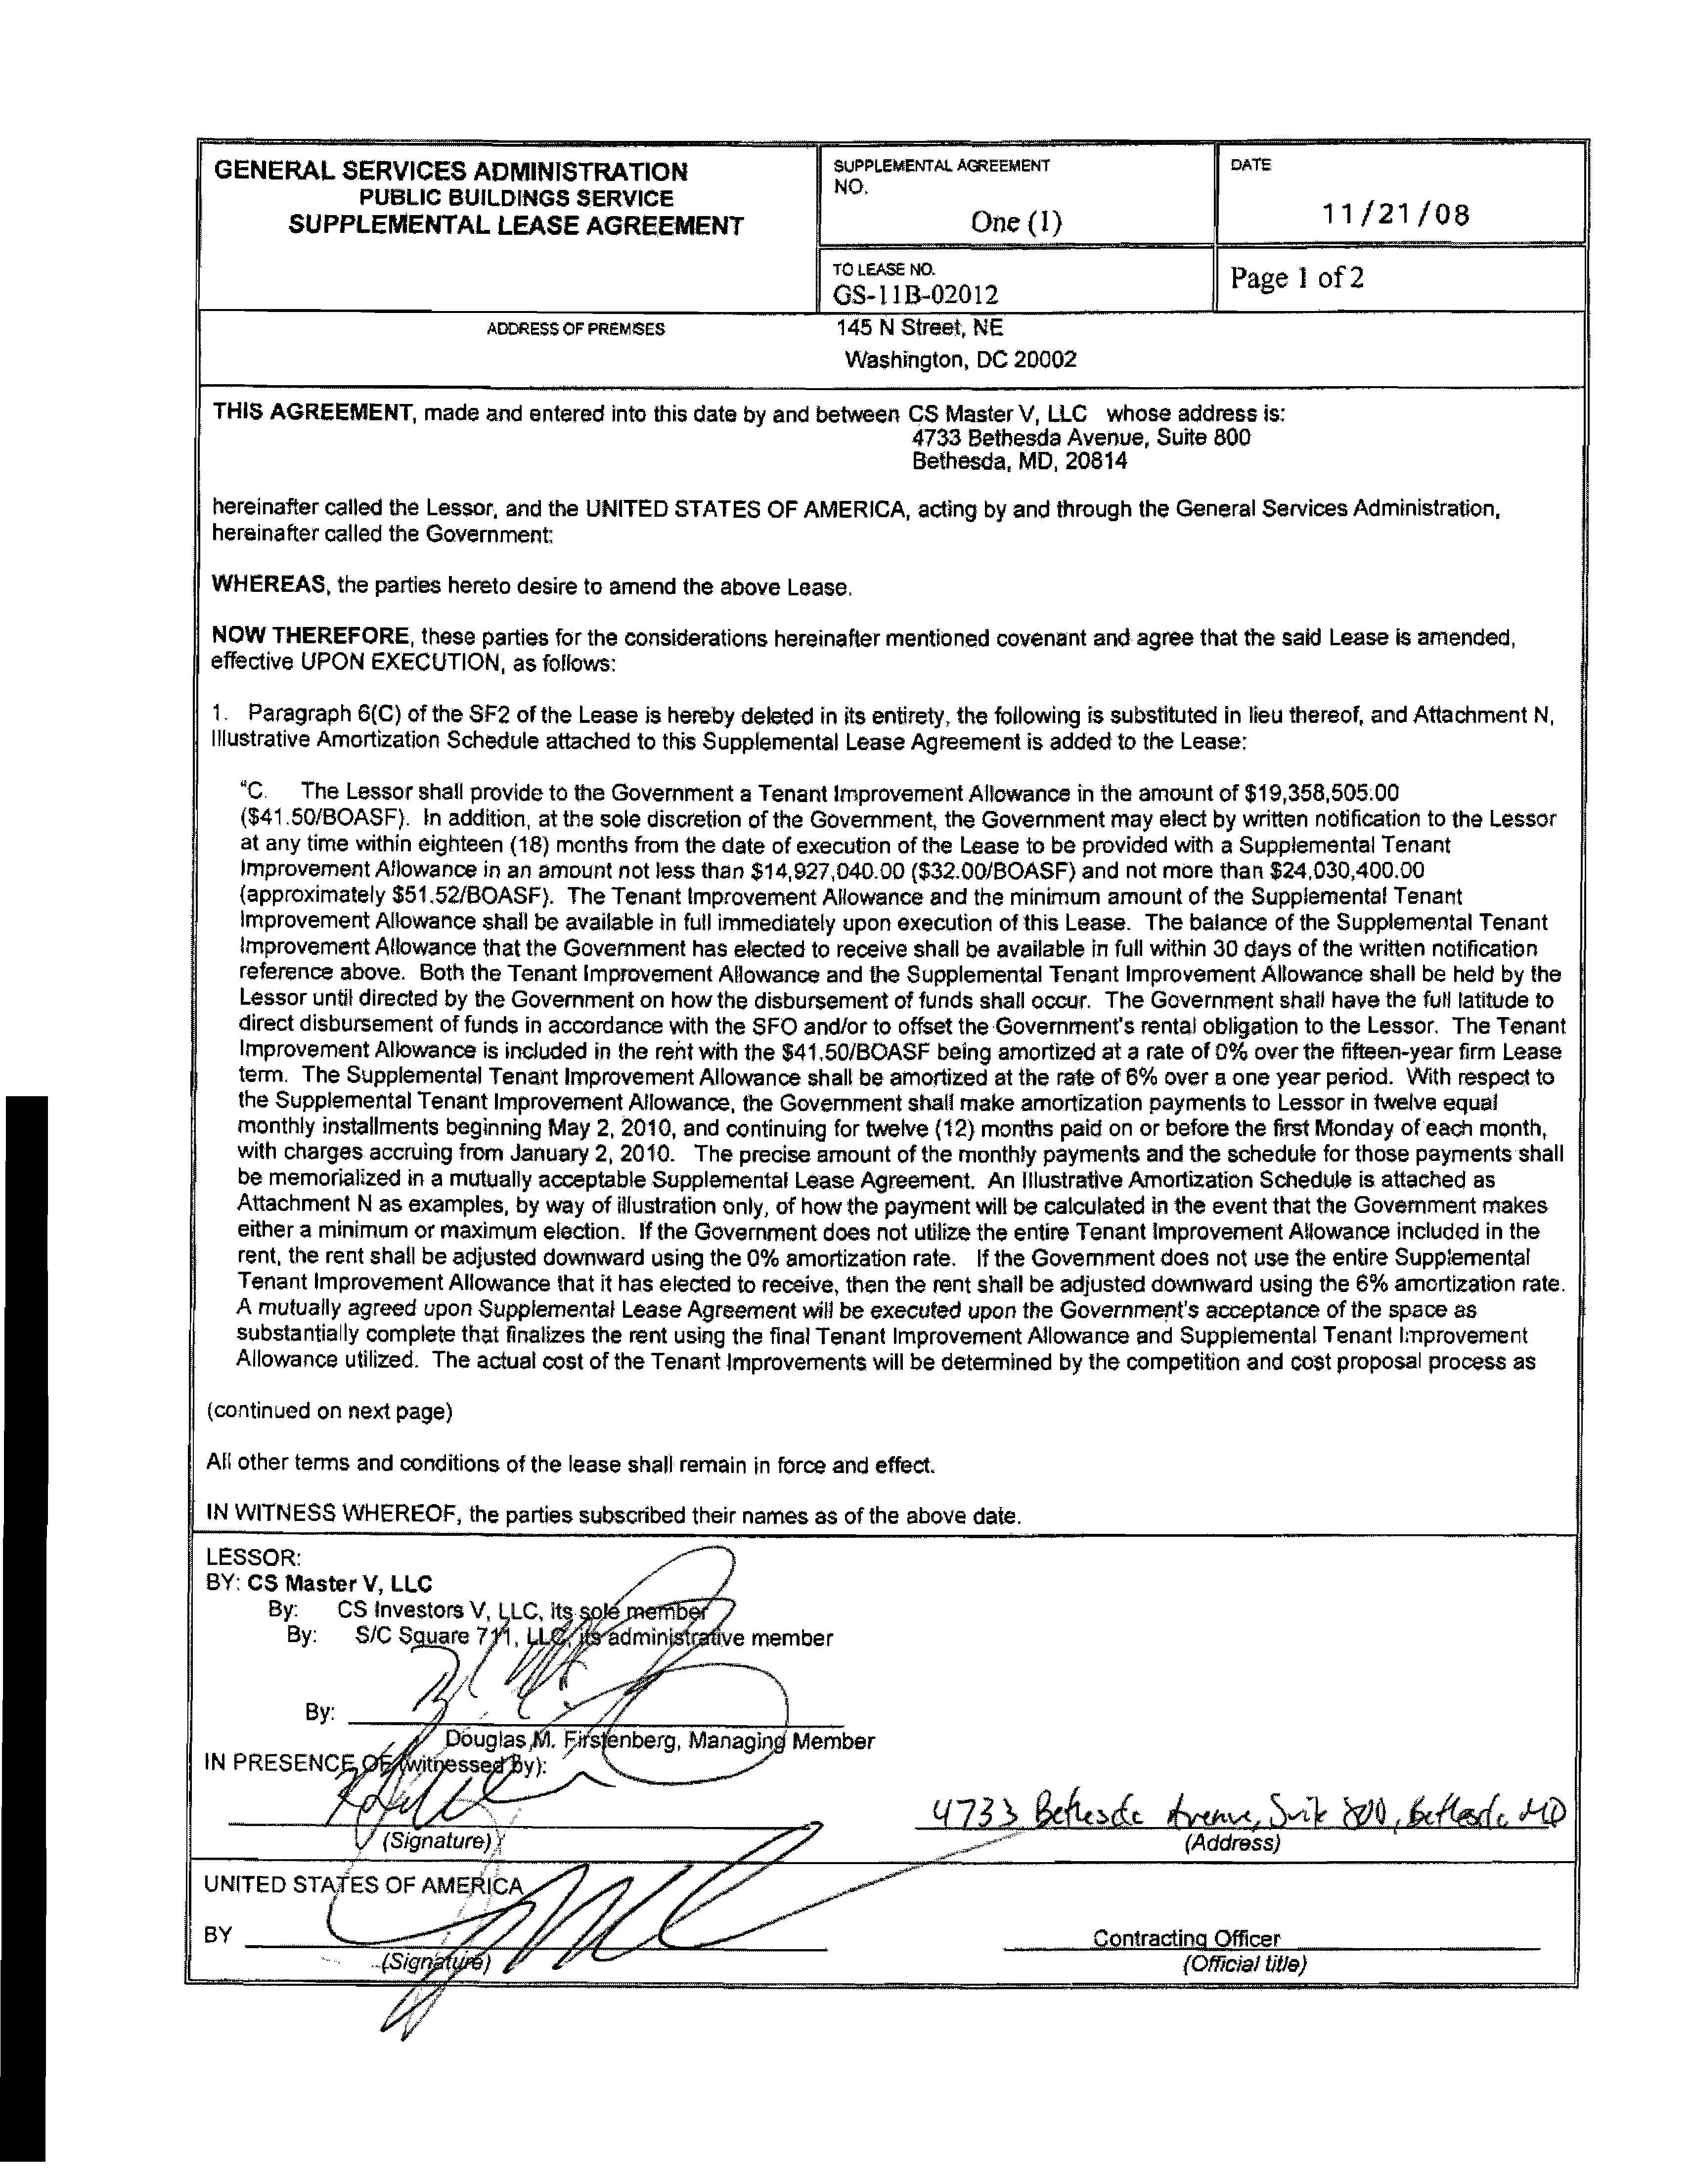 GENERAL SERVICES ADMINISTRATION
PUBLIC BUILDINGS SERVICE
SUPPLEMENTAL LEASE AGREEMENT
SUPPLEMENTAL AGREEMENT
NO.
One (1)
DATE
11/21/08
TO LEASE NO.
GS-11B-02012
Page 1 of 2
ADDRESS OF PREMISES
145 N Street, NE
Washington, DC 20002
THIS AGREEMENT, made and entered into this date by and between CS Master V, LLC whose address is:
4733 Bethesda Avenue, Suite 800
Bethesda, MD, 20814
hereinafter called the Lessor, and the UNITED STATES OF AMERICA, acting by and through the General Services Administration,
hereinafter called the Government:
WHEREAS, the parties hereto desire to amend the above Lease.
NOW THEREFORE, these parties for the considerations hereinafter mentioned covenant and agree that the said Lease is amended,
effective UPON EXECUTION, as follows:
1. Paragraph 6(C) of the SF2 of the Lease is hereby deleted in its entirety, the following is substituted in lieu thereof, and Attachment N,
Illustrative Amortization Schedule attached to this Supplemental Lease Agreement is added to the Lease:
"C. The Lessor shall provide to the Government a Tenant Improvement Allowance in the amount of $19,358,505.00
($41.50/BOASF). In addition, at the sole discretion of the Government, the Government may elect by written notification to the Lessor
at any time within eighteen (18) months from the date of execution of the Lease to be provided with a Supplemental Tenant
Improvement Allowance in an amount not less than $14,927,040.00 ($32.00/BOASF) and not more than $24,030,400.00
(approximately $51.52/BOASF). The Tenant Improvement Allowance and the minimum amount of the Supplemental Tenant
Improvement Allowance shall be available in full immediately upon execution of this Lease. The balance of the Supplemental Tenant
Improvement Allowance that the Government has elected to receive shall be available in full within 30 days of the written notification
reference above. Both the Tenant Improvement Allowance and the Supplemental Tenant Improvement Allowance shall be held by the
Lessor until directed by the Government on how the disbursement of funds shall occur. The Government shall have the full latitude to
direct disbursement of funds in accordance with the SFO and/or to offset the Government's rental obligation to the Lessor. The Tenant
Improvement Allowance is included in the rent with the $41.50/BOASF being amortized at a rate of 0% over the fifteen-year firm Lease
term. The Supplemental Tenant Improvement Allowance shall be amortized at the rate of 6% over a one year period. With respect to
the Supplemental Tenant Improvement Allowance, the Government shall make amortization payments to Lessor in twelve equal
monthly installments beginning May 2, 2010, and continuing for twelve (12) months paid on or before the first Monday of each month,
with charges accruing from January 2, 2010. The precise amount of the monthly payments and the schedule for those payments shall
be memorialized in a mutually acceptable Supplemental Lease Agreement. An Illustrative Amortization Schedule is attached as
Attachment N as examples, by way of illustration only, of how the payment will be calculated in the event that the Government makes
either a minimum or maximum election. If the Government does not utilize the entire Tenant Improvement Allowance included in the
rent, the rent shall be adjusted downward using the 0% amortization rate. If the Government does not use the entire Supplemental
Tenant Improvement Allowance that it has elected to receive, then the rent shall be adjusted downward using the 6% amortization rate.
A mutually agreed upon Supplemental Lease Agreement will be executed upon the Government's acceptance of the space as
substantially complete that finalizes the rent using the final Tenant Improvement Allowance and Supplemental Tenant Improvement
Allowance utilized. The actual cost of the Tenant Improvements will be determined by the competition and cost proposal process as
(continued on next page)
All other terms and conditions of the lease shall remain in force and effect.
IN WITNESS WHEREOF, the parties subscribed their names as of the above date.
LESSOR:
BY: CS Master V, LLC
By: CS Investors V, LLC, its sole member
By: S/C Square 711, LLC, its administrative member
By:
Douglas M. Firstenberg, Managing Member
IN PRESENCE OF (witnessed by):
4733 Bethesda Avenue, Suite 800, Bethesda MD
(Signature)
(Address)
UNITED STATES OF AMERICA
BY
Contracting Officer
(Signature)
(Official title)